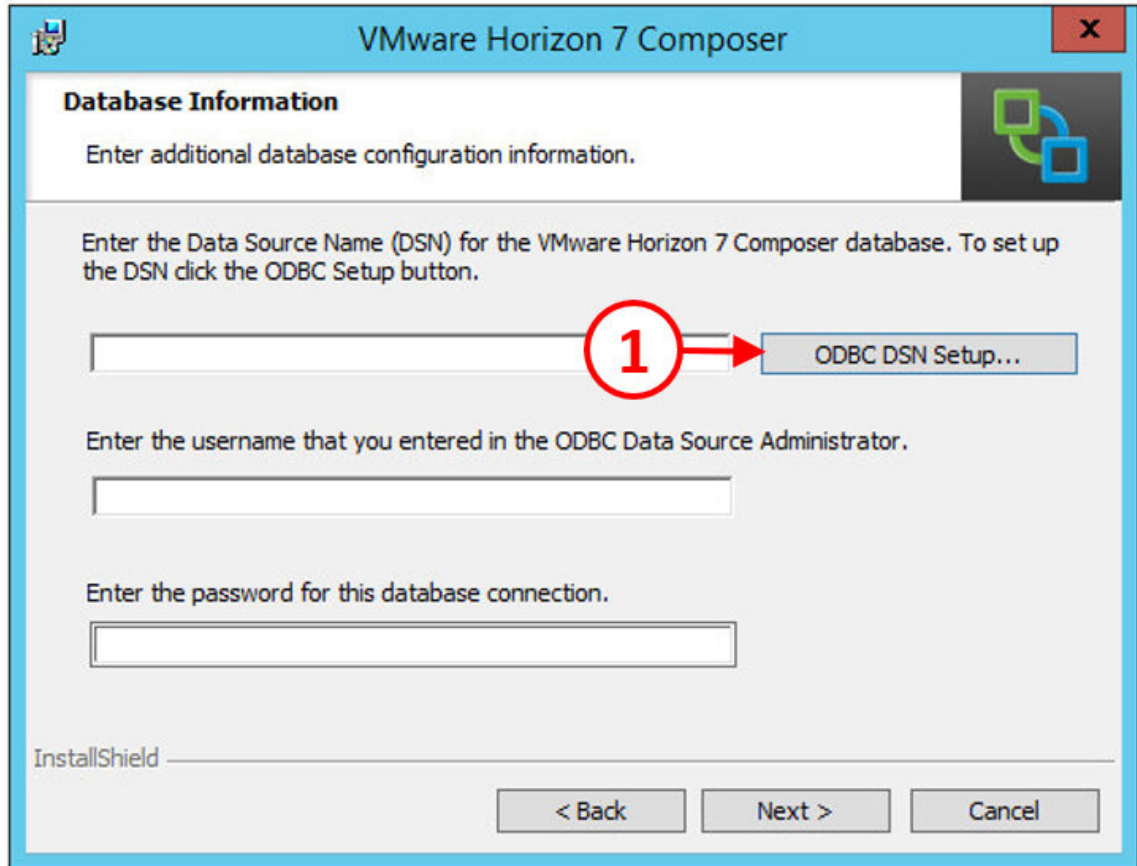 VMware Horizon 7 Composer
x
Database Information
Enter additional database configuration information.
Enter the Data Source Name (DSN) for the VMware Horizon 7 Composer database. To set up
the DSN click the ODBC Setup button.
1
ODBC DSN Setup...
Enter the username that you entered in the ODBC Data Source Administrator.
Enter the password for this database connection.
InstallShield
< Back
Next >
Cancel